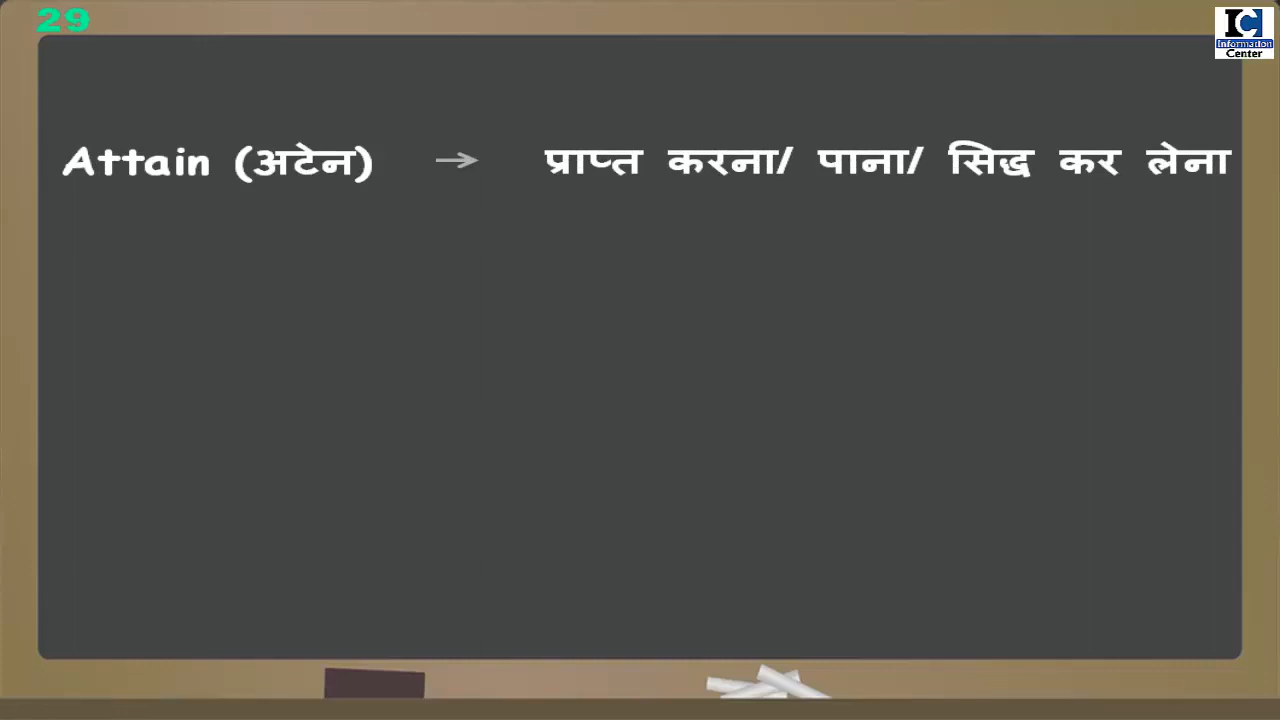 29
IC
Information
Center
Attain (अटेन) → प्राप्त करना/ पाना/ सिद्ध कर लेना